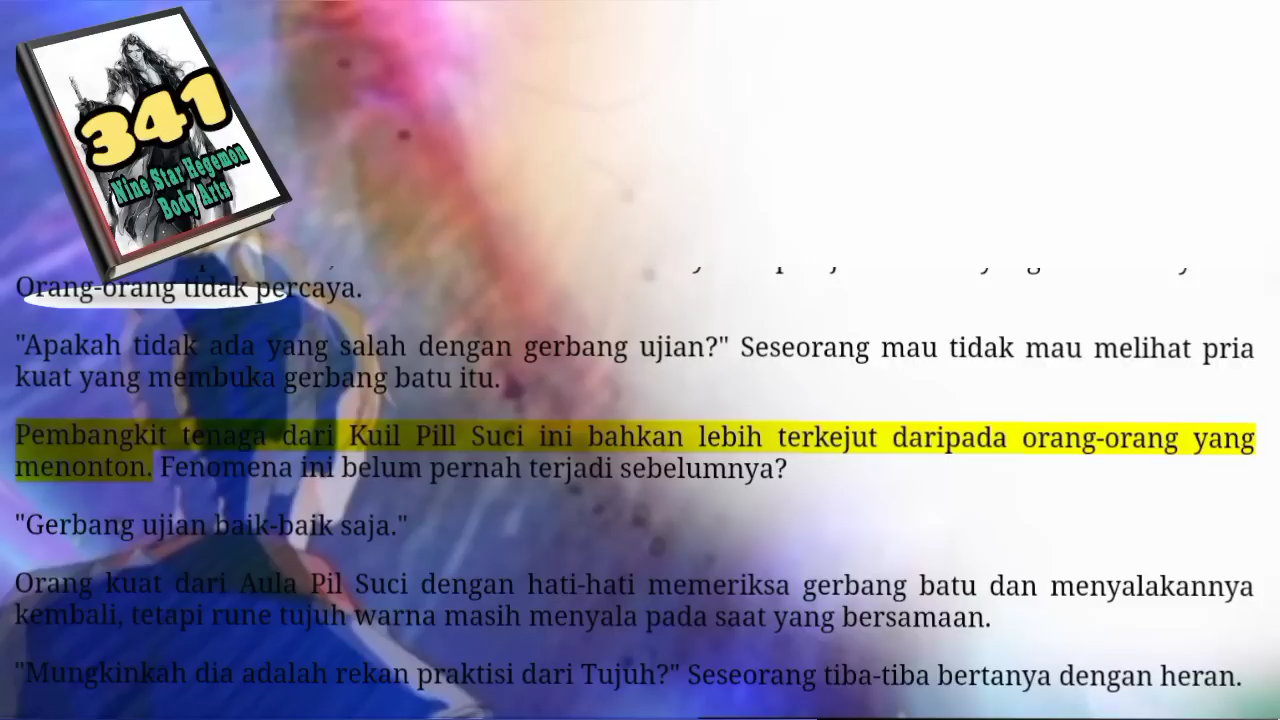 341
Nine Star Hegemon
Body Arts
Orang-orang tidak percaya.
"Apakah tidak ada yang salah dengan gerbang ujian?" Seseorang mau tidak mau melihat pria
kuat yang membuka gerbang batu itu.
Pembangkit tenaga dari Kuil Pill Suci ini bahkan lebih terkejut daripada orang-orang yang
menonton. Fenomena ini belum pernah terjadi sebelumnya?
"Gerbang ujian baik-baik saja."
Orang kuat dari Aula Pil Suci dengan hati-hati memeriksa gerbang batu dan menyalakannya
kembali, tetapi rune tujuh warna masih menyala pada saat yang bersamaan.
"Mungkinkah dia adalah rekan praktisi dari Tujuh?" Seseorang tiba-tiba bertanya dengan heran.